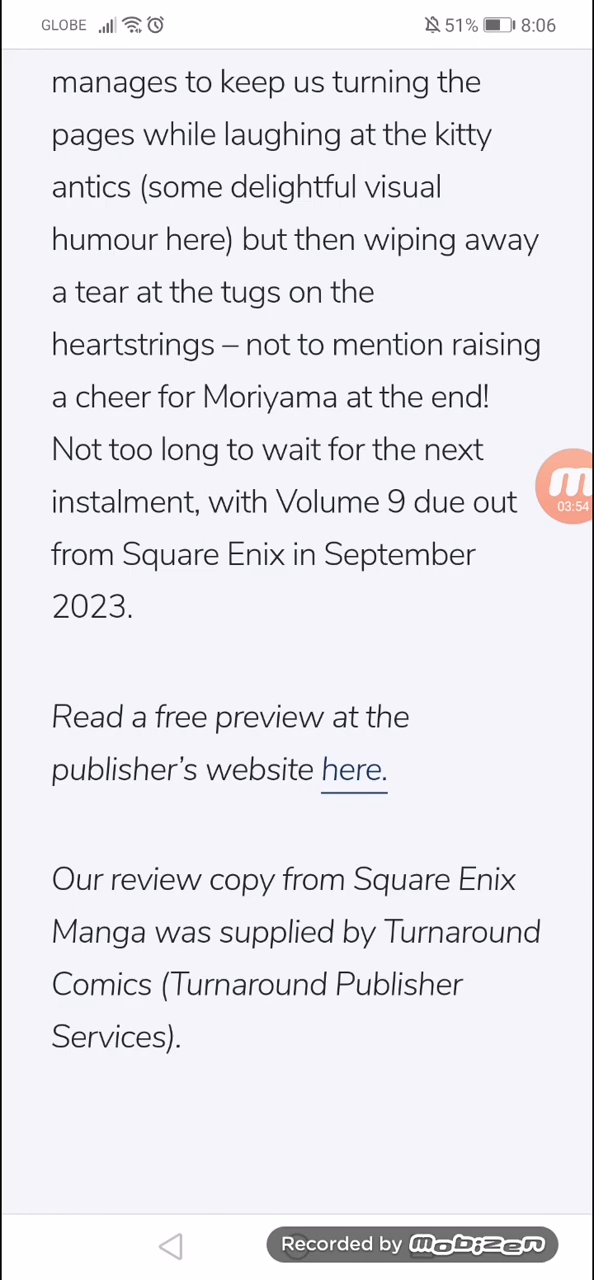 GLOBE 51% 8:06
manages to keep us turning the
pages while laughing at the kitty
antics (some delightful visual
humour here) but then wiping away
a tear at the tugs on the
heartstrings – not to mention raising
a cheer for Moriyama at the end!
Not too long to wait for the next
instalment, with Volume 9 due out
from Square Enix in September
2023.
03:54
Read a free preview at the
publisher's website here.
Our review copy from Square Enix
Manga was supplied by Turnaround
Comics (Turnaround Publisher
Services).
Recorded by mobizen